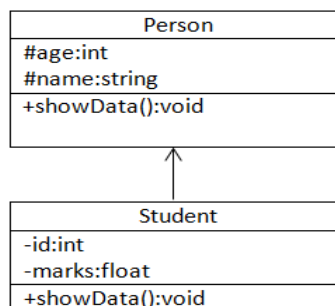 Person
#age:int
#name:string
+showData():void
Student
-id:int
-marks:float
+showData():void